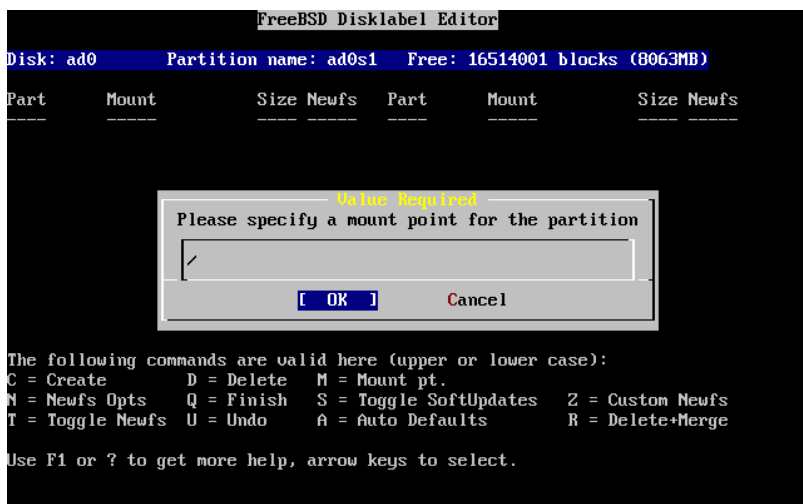 FreeBSD Disklabel Editor
Disk: ad0 Partition name: ad0s1 Free: 16514001 blocks (8063MB)
Part Mount Size Newfs Part Mount Size Newfs
---- ----- ---- ----- ---- ----- ---- -----
Value Required
Please specify a mount point for the partition
/
[ OK ] Cancel
The following commands are valid here (upper or lower case):
C = Create D = Delete M = Mount pt.
N = Newfs Opts Q = Finish S = Toggle SoftUpdates Z = Custom Newfs
T = Toggle Newfs U = Undo A = Auto Defaults R = Delete+Merge
Use F1 or ? to get more help, arrow keys to select.